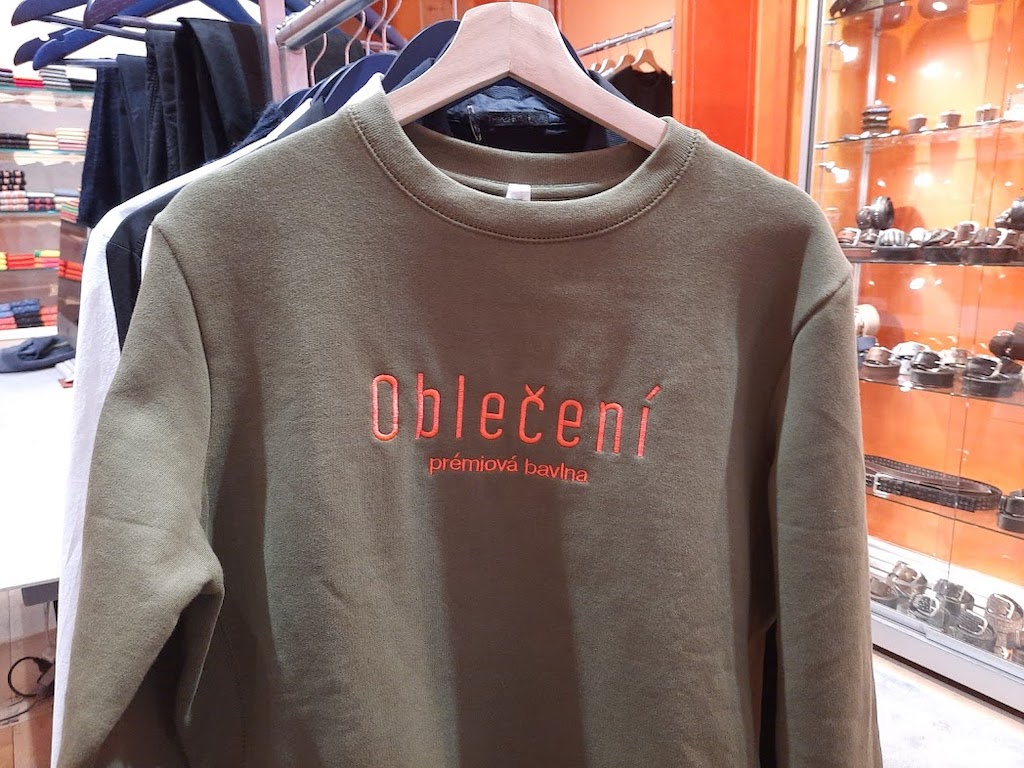 Oblečení
prémiová bavlna